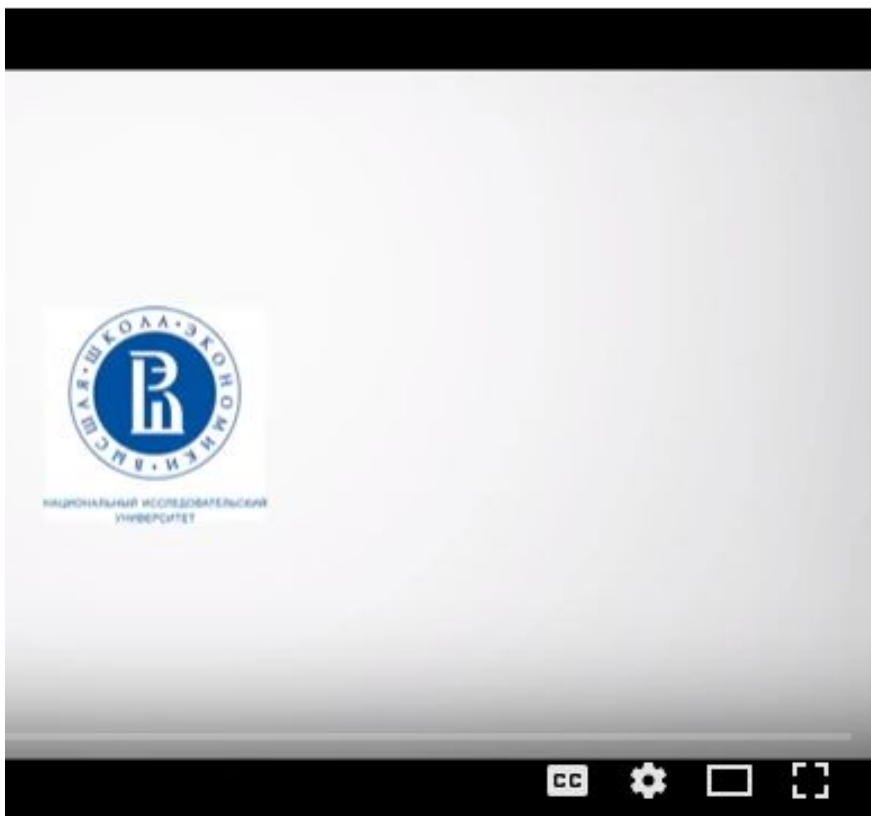 ВЫСШАЯ • ШКОЛА • ЭКОНОМИКИ •
НАЦИОНАЛЬНЫЙ ИССЛЕДОВАТЕЛЬСКИЙ
УНИВЕРСИТЕТ
CC